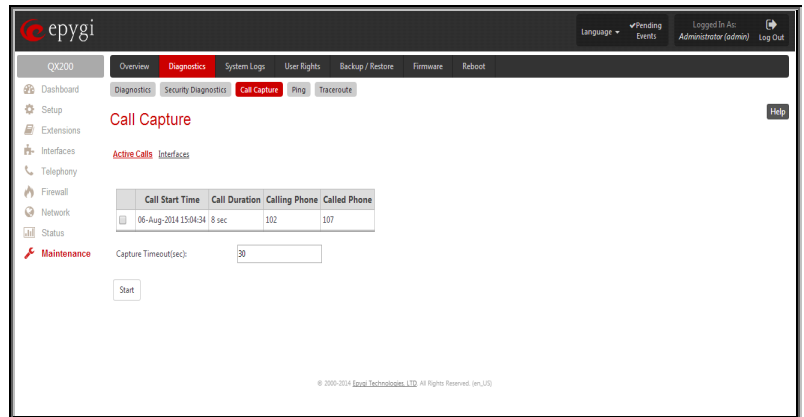 epygi
Language
Pending Events
Logged In As:
Administrator (admin)
Log Out
QX200
Overview Diagnostics System Logs User Rights Backup / Restore Firmware Reboot
Dashboard
Setup
Extensions
Interfaces
Telephony
Firewall
Network
Status
Maintenance
Diagnostics Security Diagnostics Call Capture Ping Traceroute
Help
Call Capture
Active Calls Interfaces
Call Start Time Call Duration Calling Phone Called Phone
06-Aug-2014 15:04:34 8 sec 102 107
Capture Timeout(sec): 30
Start
© 2000-2014 Epygi Technologies, LTD. All Rights Reserved. (en_US)